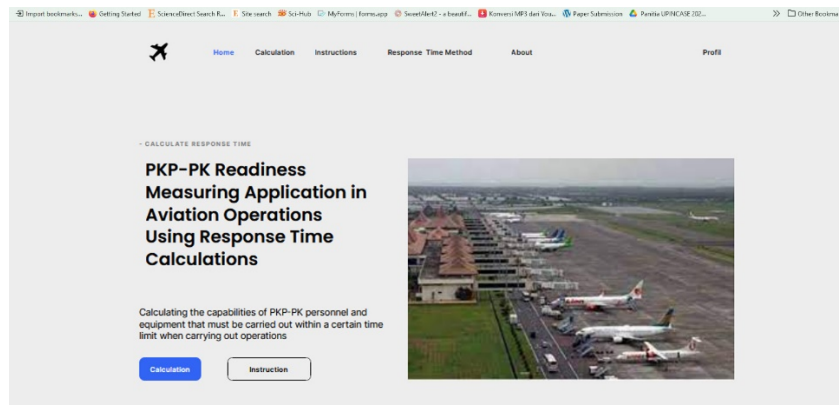 Import bookmarks... Getting Started ScienceDirect Search R... Site search Sci-Hub MyForms | forms.app SweetAlert2 - a beautif... Konversi MP3 dari You... Paper Submission Panitia UPINCASE 202... Other Bookma
Home Calculation Instructions Response Time Method About Profil
- CALCULATE RESPONSE TIME
PKP-PK Readiness
Measuring Application in
Aviation Operations
Using Response Time
Calculations
Calculating the capabilities of PKP-PK personnel and
equipment that must be carried out within a certain time
limit when carrying out operations
Calculation Instruction